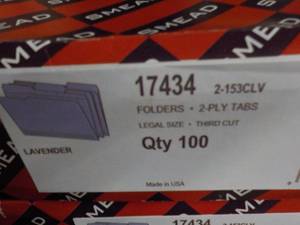 SMEAD
SMEAD
SMEAD
17434 2-153CLV
FOLDERS • 2-PLY TABS
LEGAL SIZE • THIRD CUT
LAVENDER
Qty 100
Made in USA
17434